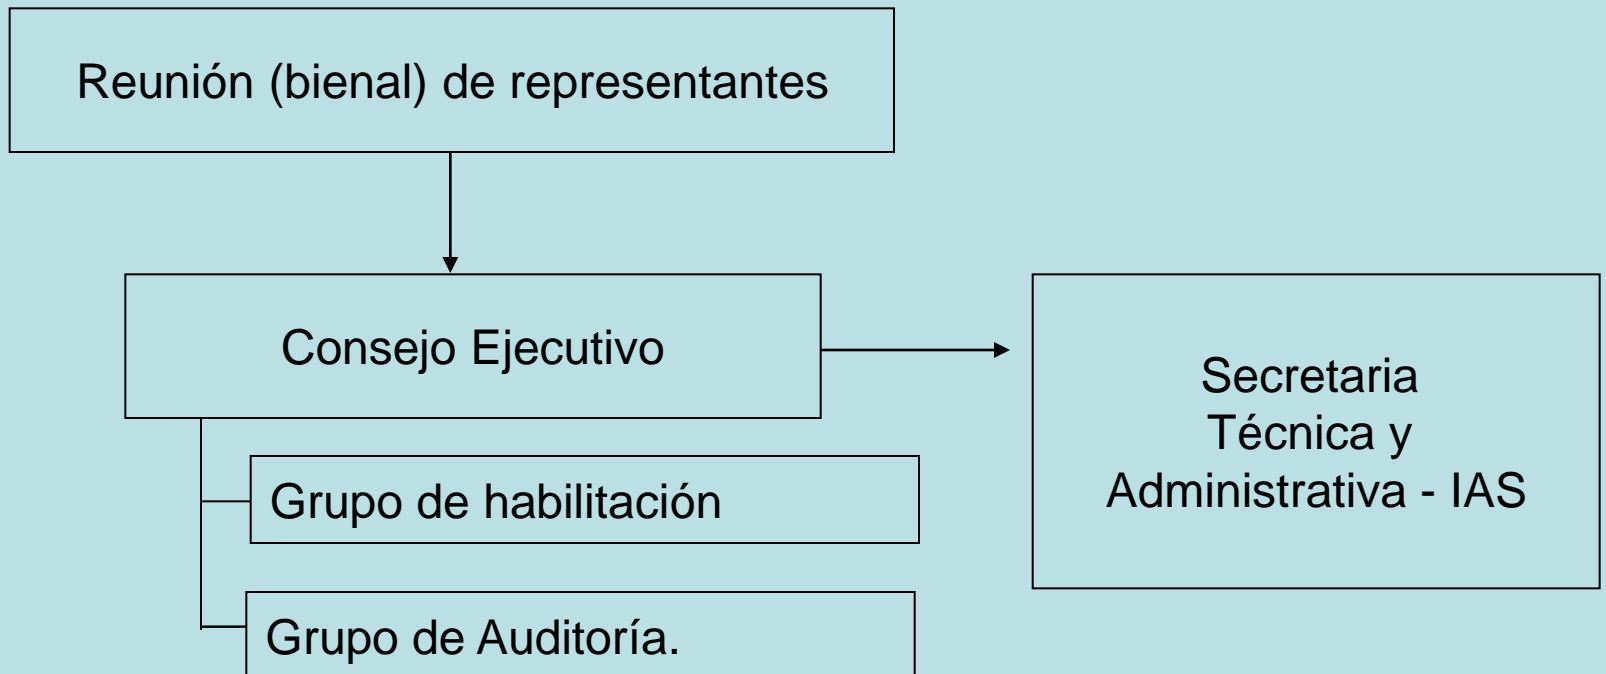 Reunión (bienal) de representantes
Consejo Ejecutivo
Secretaria
Técnica y
Administrativa - IAS
Grupo de habilitación
Grupo de Auditoría.